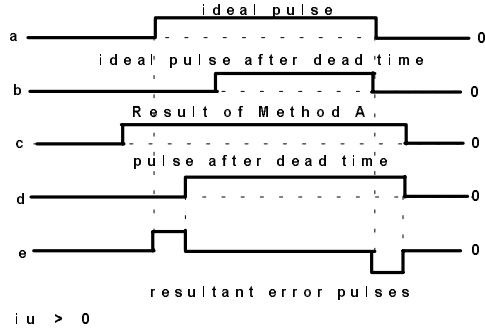 ideal pulse
a 0
ideal pulse after dead time
b 0
Result of Method A
c 0
pulse after dead time
d 0
e 0
resultant error pulses
iu > 0